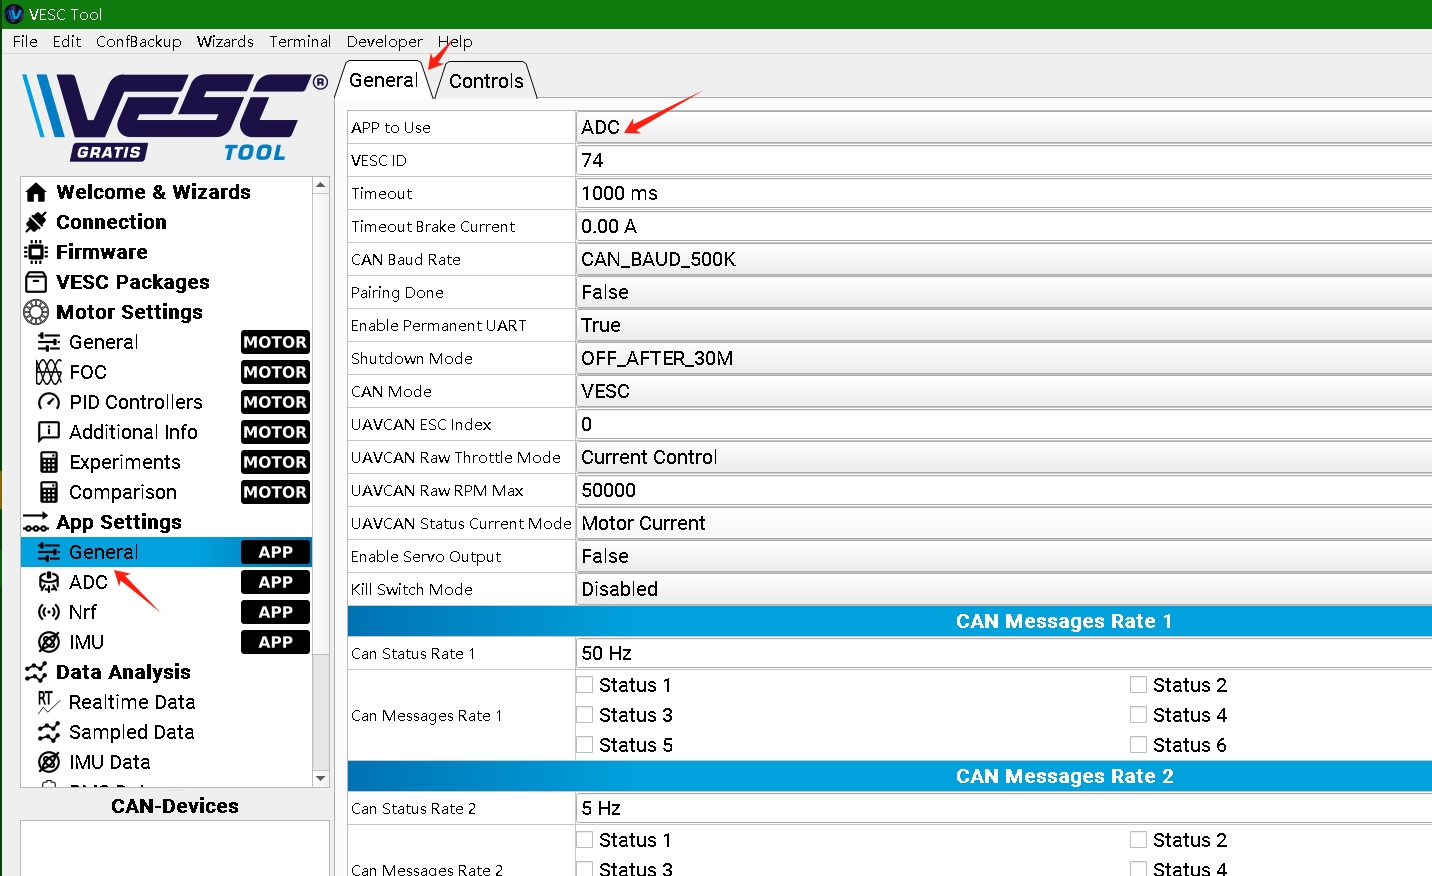 VESC Tool
File Edit ConfBackup Wizards Terminal Developer Help
VESC®
GRATIS TOOL
Welcome & Wizards
Connection
Firmware
VESC Packages
Motor Settings
General MOTOR
FOC MOTOR
PID Controllers MOTOR
Additional Info MOTOR
Experiments MOTOR
Comparison MOTOR
App Settings
General APP
ADC APP
Nrf APP
IMU APP
Data Analysis
RT Realtime Data
Sampled Data
IMU Data
CAN-Devices
General Controls
APP to Use ADC
VESC ID 74
Timeout 1000 ms
Timeout Brake Current 0.00 A
CAN Baud Rate CAN_BAUD_500K
Pairing Done False
Enable Permanent UART True
Shutdown Mode OFF_AFTER_30M
CAN Mode VESC
UAVCAN ESC Index 0
UAVCAN Raw Throttle Mode Current Control
UAVCAN Raw RPM Max 50000
UAVCAN Status Current Mode Motor Current
Enable Servo Output False
Kill Switch Mode Disabled
CAN Messages Rate 1
Can Status Rate 1 50 Hz
Can Messages Rate 1
Status 1 Status 2
Status 3 Status 4
Status 5 Status 6
CAN Messages Rate 2
Can Status Rate 2 5 Hz
Status 1 Status 2
Can Messages Rate 2
Status 3 Status 4